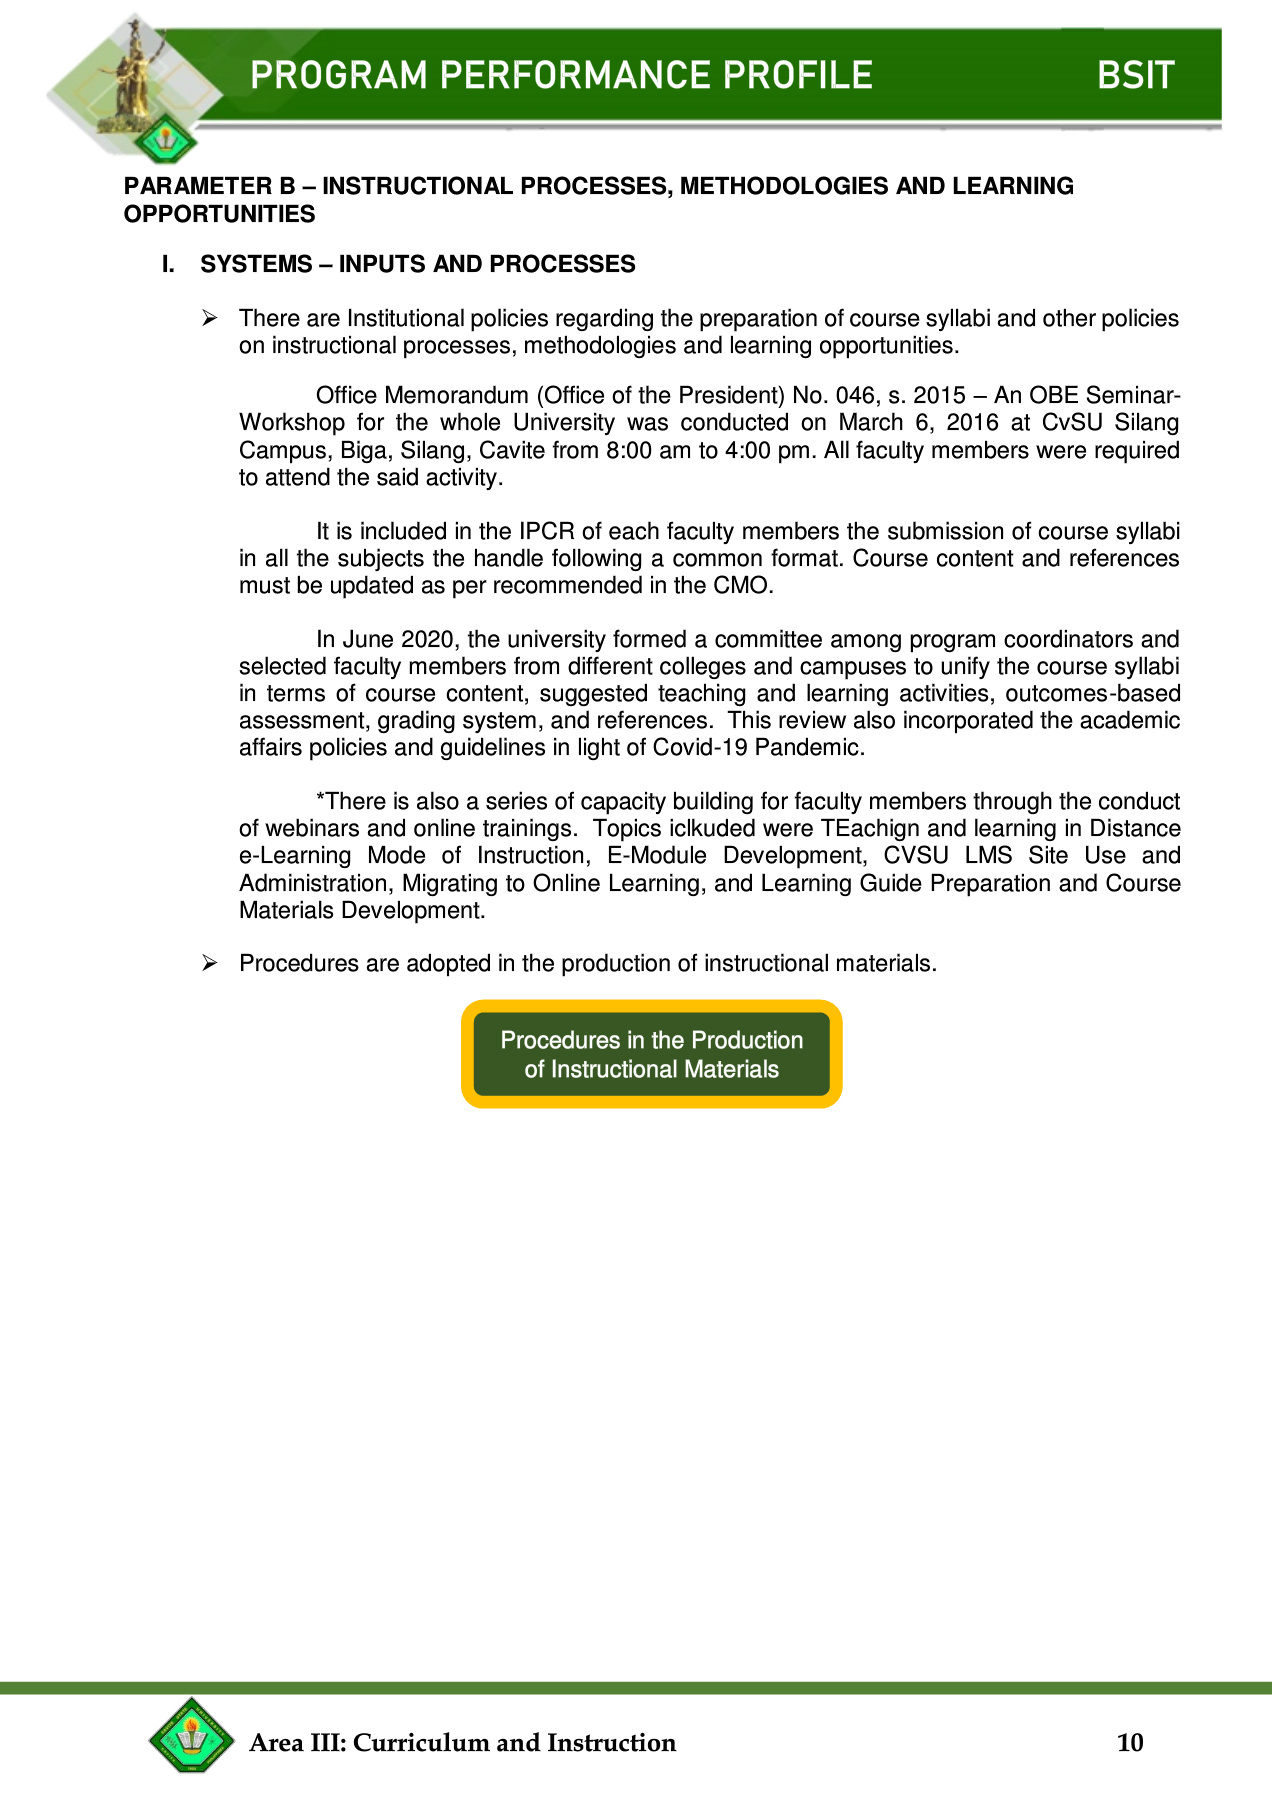 PROGRAM PERFORMANCE PROFILE BSIT
PARAMETER B – INSTRUCTIONAL PROCESSES, METHODOLOGIES AND LEARNING
OPPORTUNITIES
I. SYSTEMS – INPUTS AND PROCESSES
➢ There are Institutional policies regarding the preparation of course syllabi and other policies
on instructional processes, methodologies and learning opportunities.
Office Memorandum (Office of the President) No. 046, s. 2015 – An OBE Seminar-
Workshop for the whole University was conducted on March 6, 2016 at CvSU Silang
Campus, Biga, Silang, Cavite from 8:00 am to 4:00 pm. All faculty members were required
to attend the said activity.
It is included in the IPCR of each faculty members the submission of course syllabi
in all the subjects the handle following a common format. Course content and references
must be updated as per recommended in the CMO.
In June 2020, the university formed a committee among program coordinators and
selected faculty members from different colleges and campuses to unify the course syllabi
in terms of course content, suggested teaching and learning activities, outcomes-based
assessment, grading system, and references. This review also incorporated the academic
affairs policies and guidelines in light of Covid-19 Pandemic.
*There is also a series of capacity building for faculty members through the conduct
of webinars and online trainings. Topics iclkuded were TEachign and learning in Distance
e-Learning Mode of Instruction, E-Module Development, CVSU LMS Site Use and
Administration, Migrating to Online Learning, and Learning Guide Preparation and Course
Materials Development.
➢ Procedures are adopted in the production of instructional materials.
Procedures in the Production
of Instructional Materials
Area III: Curriculum and Instruction 10